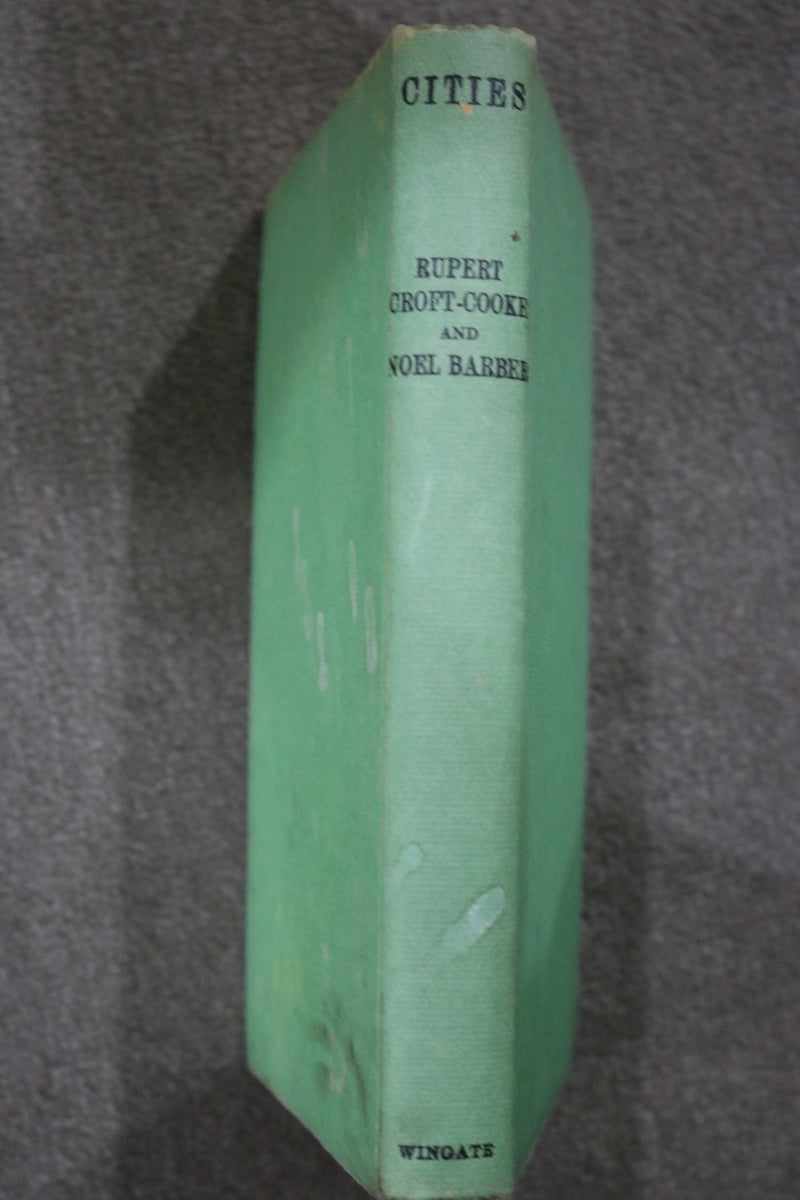 CITIES
RUPERT
CROFT-COOKE
AND
NOEL BARBER
WINGATE